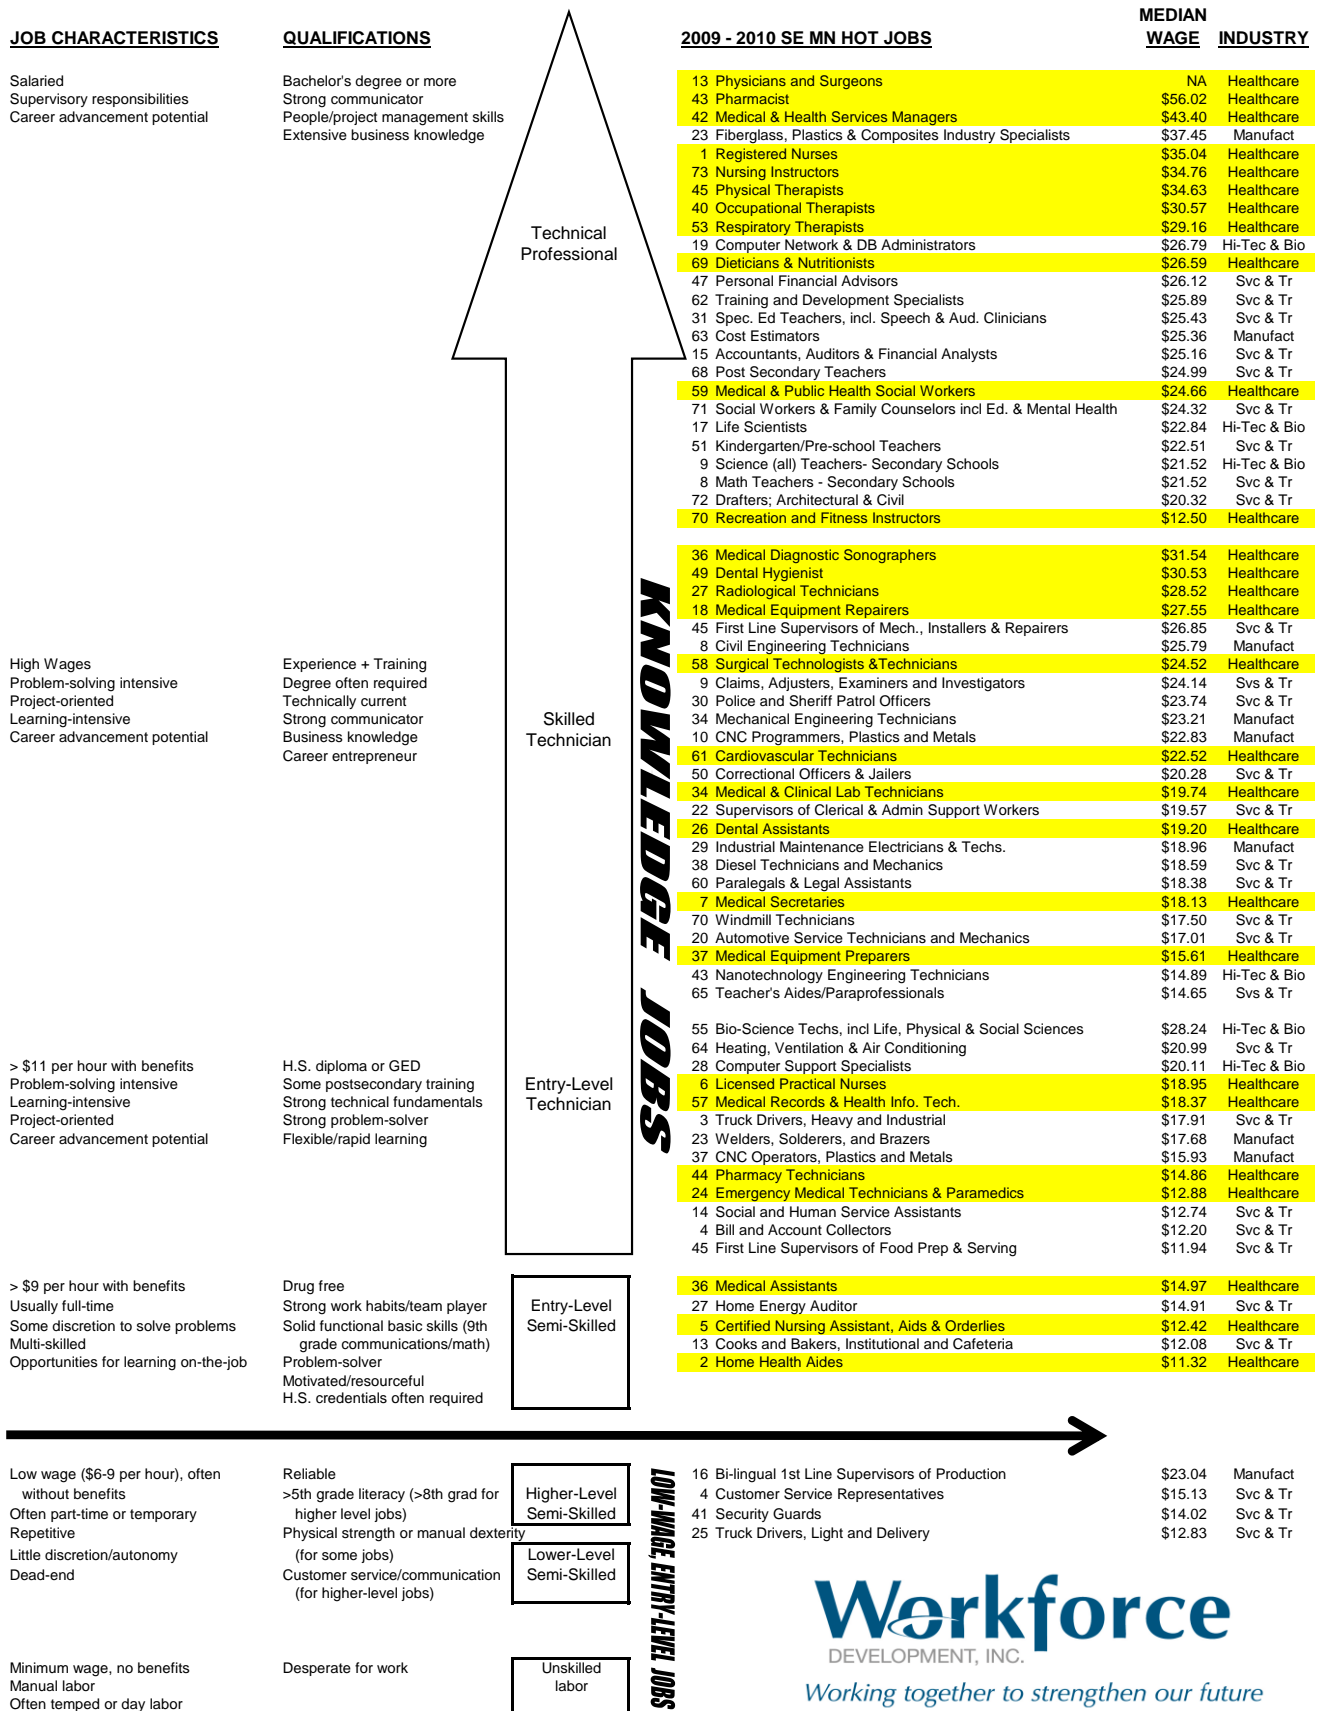 MEDIAN
JOB CHARACTERISTICS QUALIFICATIONS 2009 - 2010 SE MN HOT JOBS WAGE INDUSTRY
Salaried Bachelor's degree or more 13 Physicians and Surgeons NA Healthcare
Supervisory responsibilities Strong communicator 43 Pharmacist $56.02 Healthcare
Career advancement potential People/project management skills 42 Medical & Health Services Managers $43.40 Healthcare
Extensive business knowledge 23 Fiberglass, Plastics & Composites Industry Specialists $37.45 Manufact
1 Registered Nurses $35.04 Healthcare
73 Nursing Instructors $34.76 Healthcare
45 Physical Therapists $34.63 Healthcare
40 Occupational Therapists $30.57 Healthcare
Technical 53 Respiratory Therapists $29.16 Healthcare
Professional 19 Computer Network & DB Administrators $26.79 Hi-Tec & Bio
69 Dieticians & Nutritionists $26.59 Healthcare
47 Personal Financial Advisors $26.12 Svc & Tr
62 Training and Development Specialists $25.89 Svc & Tr
31 Spec. Ed Teachers, incl. Speech & Aud. Clinicians $25.43 Svc & Tr
63 Cost Estimators $25.36 Manufact
15 Accountants, Auditors & Financial Analysts $25.16 Svc & Tr
68 Post Secondary Teachers $24.99 Svc & Tr
59 Medical & Public Health Social Workers $24.66 Healthcare
71 Social Workers & Family Counselors incl Ed. & Mental Health $24.32 Svc & Tr
17 Life Scientists $22.84 Hi-Tec & Bio
51 Kindergarten/Pre-school Teachers $22.51 Svc & Tr
9 Science (all) Teachers- Secondary Schools $21.52 Hi-Tec & Bio
8 Math Teachers - Secondary Schools $21.52 Svc & Tr
72 Drafters; Architectural & Civil $20.32 Svc & Tr
70 Recreation and Fitness Instructors $12.50 Healthcare
KNOWLEDGE JOBS
36 Medical Diagnostic Sonographers $31.54 Healthcare
49 Dental Hygienist $30.53 Healthcare
27 Radiological Technicians $28.52 Healthcare
18 Medical Equipment Repairers $27.55 Healthcare
45 First Line Supervisors of Mech., Installers & Repairers $26.85 Svc & Tr
8 Civil Engineering Technicians $25.79 Manufact
High Wages Experience + Training 58 Surgical Technologists &Technicians $24.52 Healthcare
Problem-solving intensive Degree often required 9 Claims, Adjusters, Examiners and Investigators $24.14 Svs & Tr
Project-oriented Technically current 30 Police and Sheriff Patrol Officers $23.74 Svc & Tr
Learning-intensive Strong communicator Skilled 34 Mechanical Engineering Technicians $23.21 Manufact
Career advancement potential Business knowledge Technician 10 CNC Programmers, Plastics and Metals $22.83 Manufact
Career entrepreneur 61 Cardiovascular Technicians $22.52 Healthcare
50 Correctional Officers & Jailers $20.28 Svc & Tr
34 Medical & Clinical Lab Technicians $19.74 Healthcare
22 Supervisors of Clerical & Admin Support Workers $19.57 Svc & Tr
26 Dental Assistants $19.20 Healthcare
29 Industrial Maintenance Electricians & Techs. $18.96 Manufact
38 Diesel Technicians and Mechanics $18.59 Svc & Tr
60 Paralegals & Legal Assistants $18.38 Svc & Tr
7 Medical Secretaries $18.13 Healthcare
70 Windmill Technicians $17.50 Svc & Tr
20 Automotive Service Technicians and Mechanics $17.01 Svc & Tr
37 Medical Equipment Preparers $15.61 Healthcare
43 Nanotechnology Engineering Technicians $14.89 Hi-Tec & Bio
65 Teacher's Aides/Paraprofessionals $14.65 Svs & Tr
55 Bio-Science Techs, incl Life, Physical & Social Sciences $28.24 Hi-Tec & Bio
64 Heating, Ventilation & Air Conditioning $20.99 Svc & Tr
> $11 per hour with benefits H.S. diploma or GED 28 Computer Support Specialists $20.11 Hi-Tec & Bio
Problem-solving intensive Some postsecondary training Entry-Level 6 Licensed Practical Nurses $18.95 Healthcare
Learning-intensive Strong technical fundamentals Technician 57 Medical Records & Health Info. Tech. $18.37 Healthcare
Project-oriented Strong problem-solver 3 Truck Drivers, Heavy and Industrial $17.91 Svc & Tr
Career advancement potential Flexible/rapid learning 23 Welders, Solderers, and Brazers $17.68 Manufact
37 CNC Operators, Plastics and Metals $15.93 Manufact
44 Pharmacy Technicians $14.86 Healthcare
24 Emergency Medical Technicians & Paramedics $12.88 Healthcare
14 Social and Human Service Assistants $12.74 Svc & Tr
4 Bill and Account Collectors $12.20 Svc & Tr
45 First Line Supervisors of Food Prep & Serving $11.94 Svc & Tr
> $9 per hour with benefits Drug free 36 Medical Assistants $14.97 Healthcare
Usually full-time Strong work habits/team player Entry-Level 27 Home Energy Auditor $14.91 Svc & Tr
Some discretion to solve problems Solid functional basic skills (9th Semi-Skilled 5 Certified Nursing Assistant, Aids & Orderlies $12.42 Healthcare
Multi-skilled grade communications/math) 13 Cooks and Bakers, Institutional and Cafeteria $12.08 Svc & Tr
Opportunities for learning on-the-job Problem-solver 2 Home Health Aides $11.32 Healthcare
Motivated/resourceful
H.S. credentials often required
Low wage ($6-9 per hour), often Reliable 16 Bi-lingual 1st Line Supervisors of Production $23.04 Manufact
without benefits >5th grade literacy (>8th grad for Higher-Level 4 Customer Service Representatives $15.13 Svc & Tr
Often part-time or temporary higher level jobs) Semi-Skilled 41 Security Guards $14.02 Svc & Tr
Repetitive Physical strength or manual dexterity 25 Truck Drivers, Light and Delivery $12.83 Svc & Tr
Little discretion/autonomy (for some jobs) Lower-Level
Dead-end Customer service/communication Semi-Skilled
(for higher-level jobs)
LOW-WAGE, ENTRY-LEVEL JOBS
Workforce
DEVELOPMENT, INC.
Minimum wage, no benefits Desperate for work Unskilled
Manual labor labor
Often temped or day labor
Working together to strengthen our future